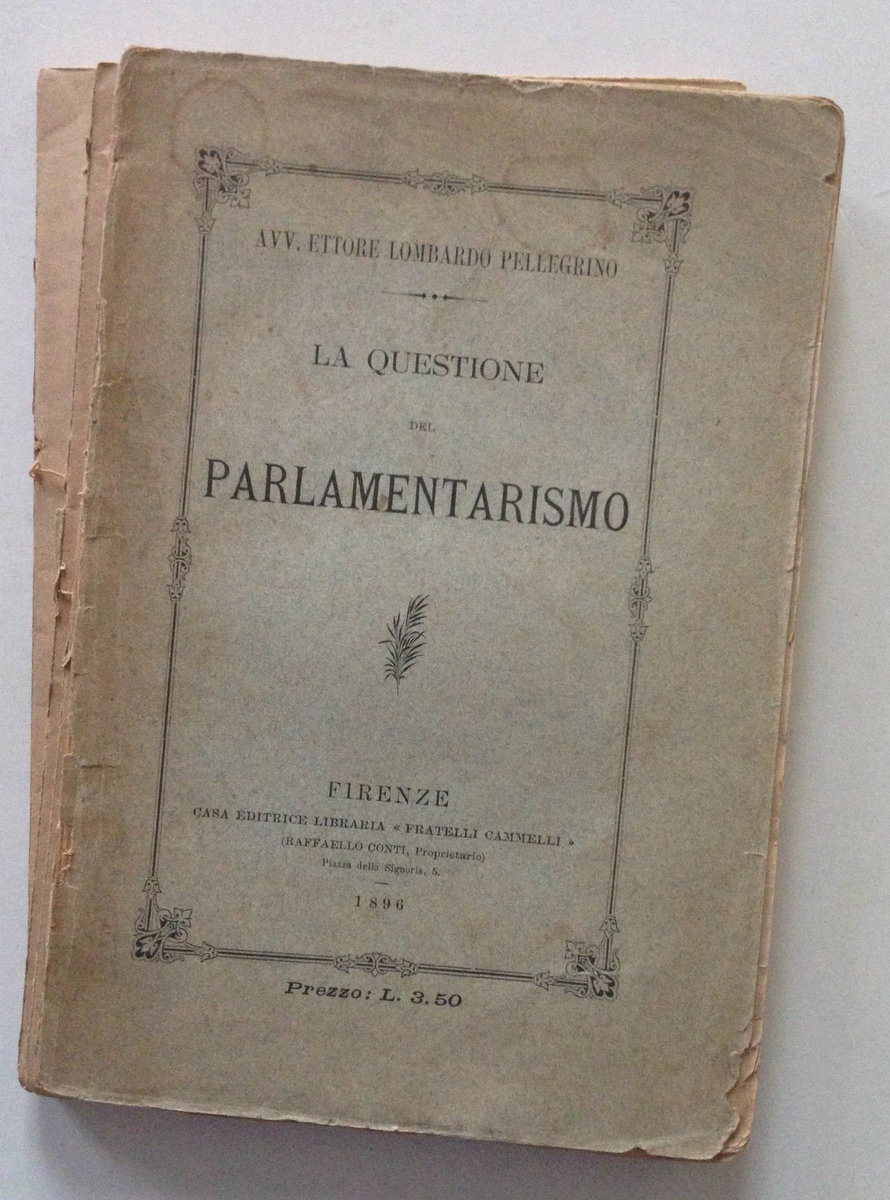 AVV. ETTORE LOMBARDO PELLEGRINO
LA QUESTIONE
DEL
PARLAMENTARISMO
FIRENZE
CASA EDITRICE LIBRARIA « FRATELLI CAMMELLI »
(RAFFAELLO CONTI, Proprietario)
Piazza della Signoria, 5.
1896
Prezzo: L. 3.50